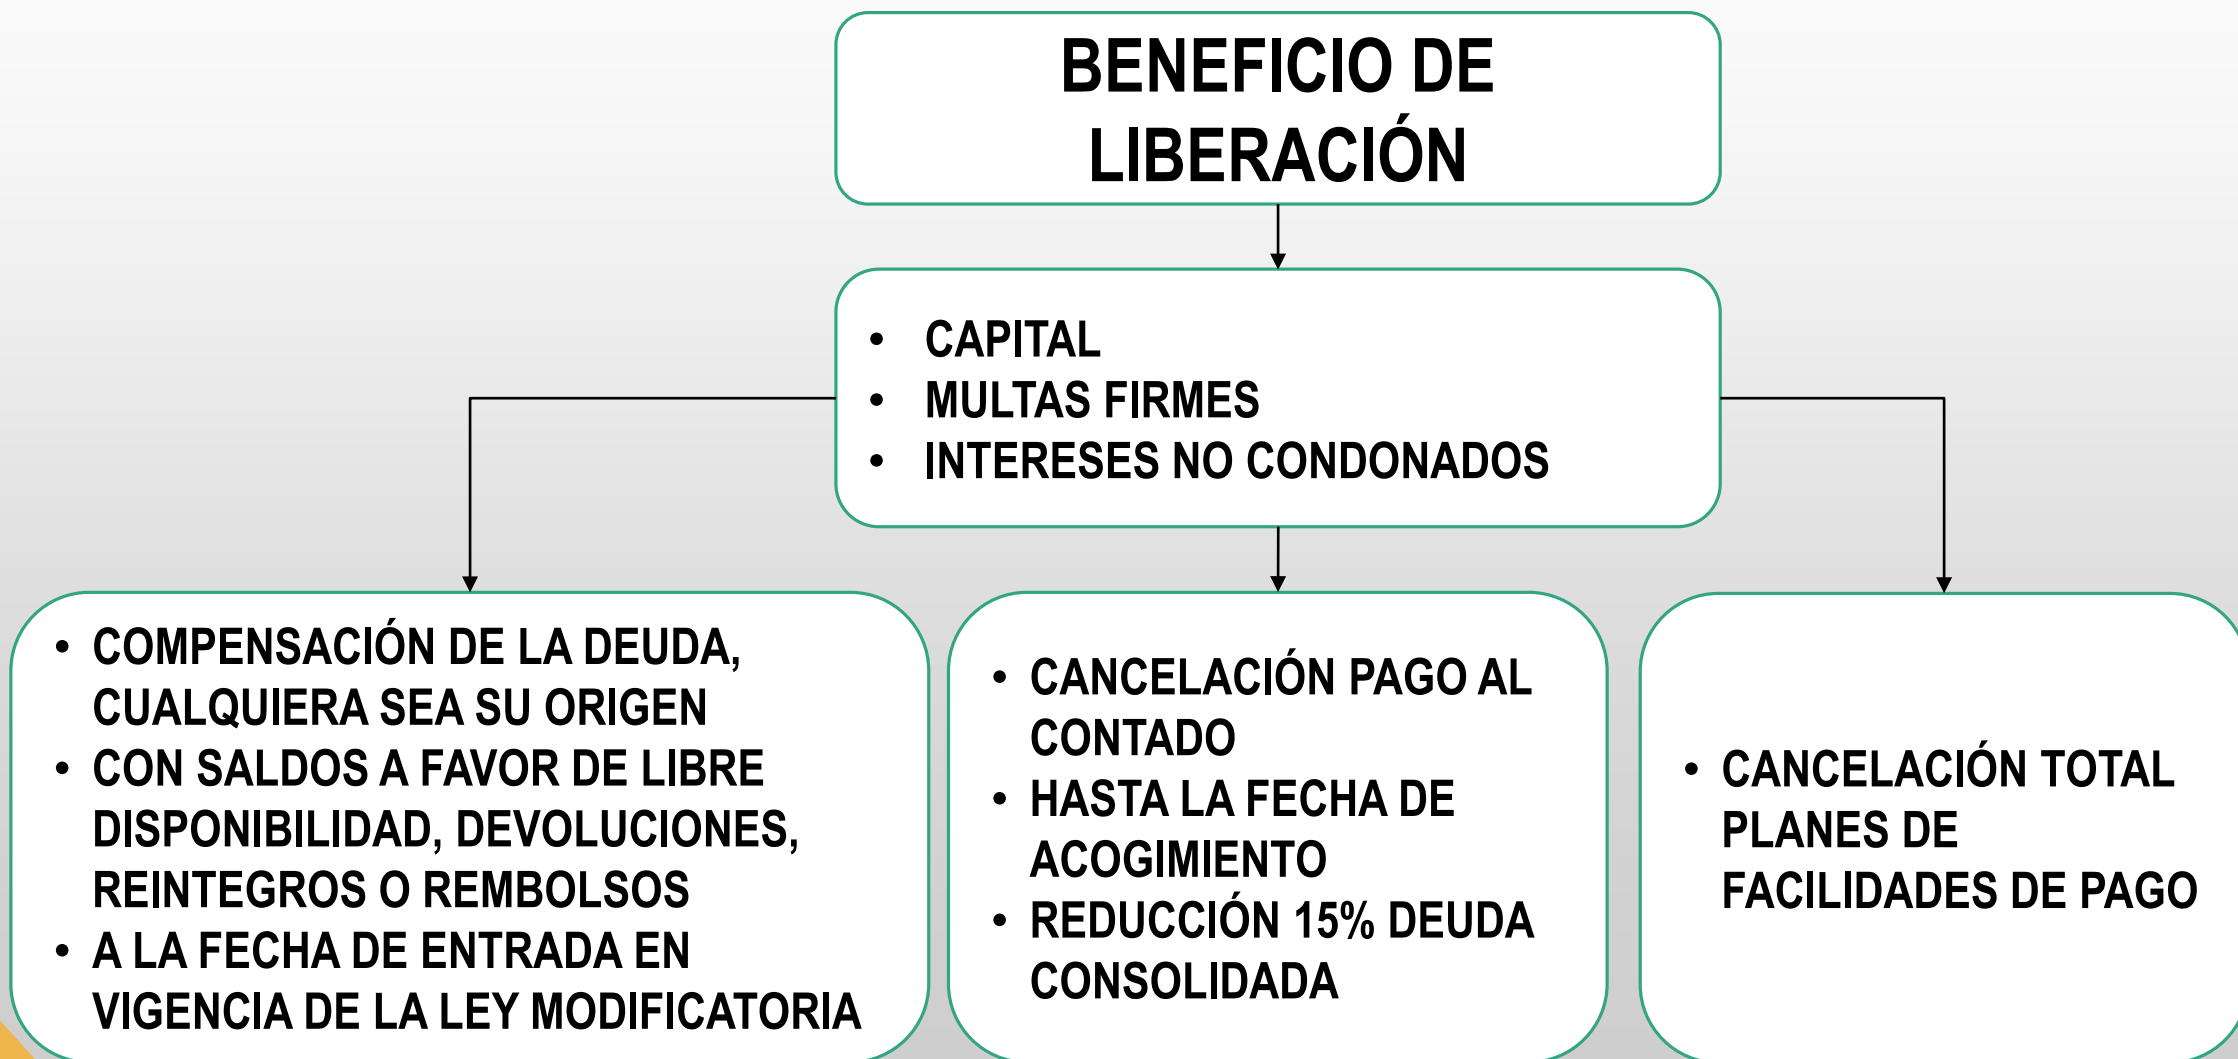 BENEFICIO DE
LIBERACIÓN
• CAPITAL
• MULTAS FIRMES
• INTERESES NO CONDONADOS
• COMPENSACIÓN DE LA DEUDA,
CUALQUIERA SEA SU ORIGEN
• CON SALDOS A FAVOR DE LIBRE
DISPONIBILIDAD, DEVOLUCIONES,
REINTEGROS O REMBOLSOS
• A LA FECHA DE ENTRADA EN
VIGENCIA DE LA LEY MODIFICATORIA
• CANCELACIÓN PAGO AL
CONTADO
• HASTA LA FECHA DE
ACOGIMIENTO
• REDUCCIÓN 15% DEUDA
CONSOLIDADA
• CANCELACIÓN TOTAL
PLANES DE
FACILIDADES DE PAGO